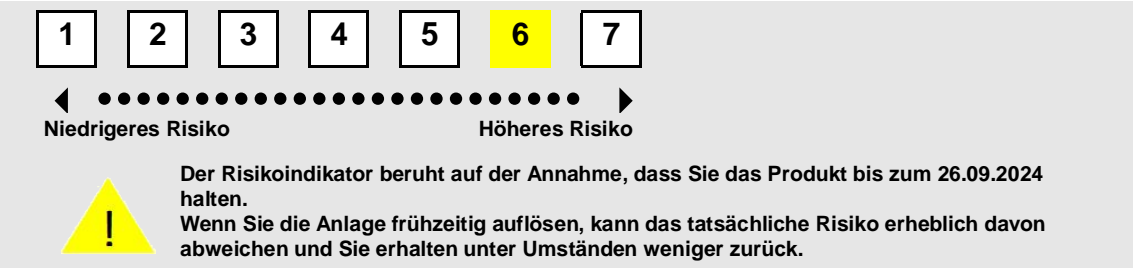 1 2 3 4 5 6 7
Niedrigeres Risiko Höheres Risiko
Der Risikoindikator beruht auf der Annahme, dass Sie das Produkt bis zum 26.09.2024
halten.
Wenn Sie die Anlage frühzeitig auflösen, kann das tatsächliche Risiko erheblich davon
abweichen und Sie erhalten unter Umständen weniger zurück.
!